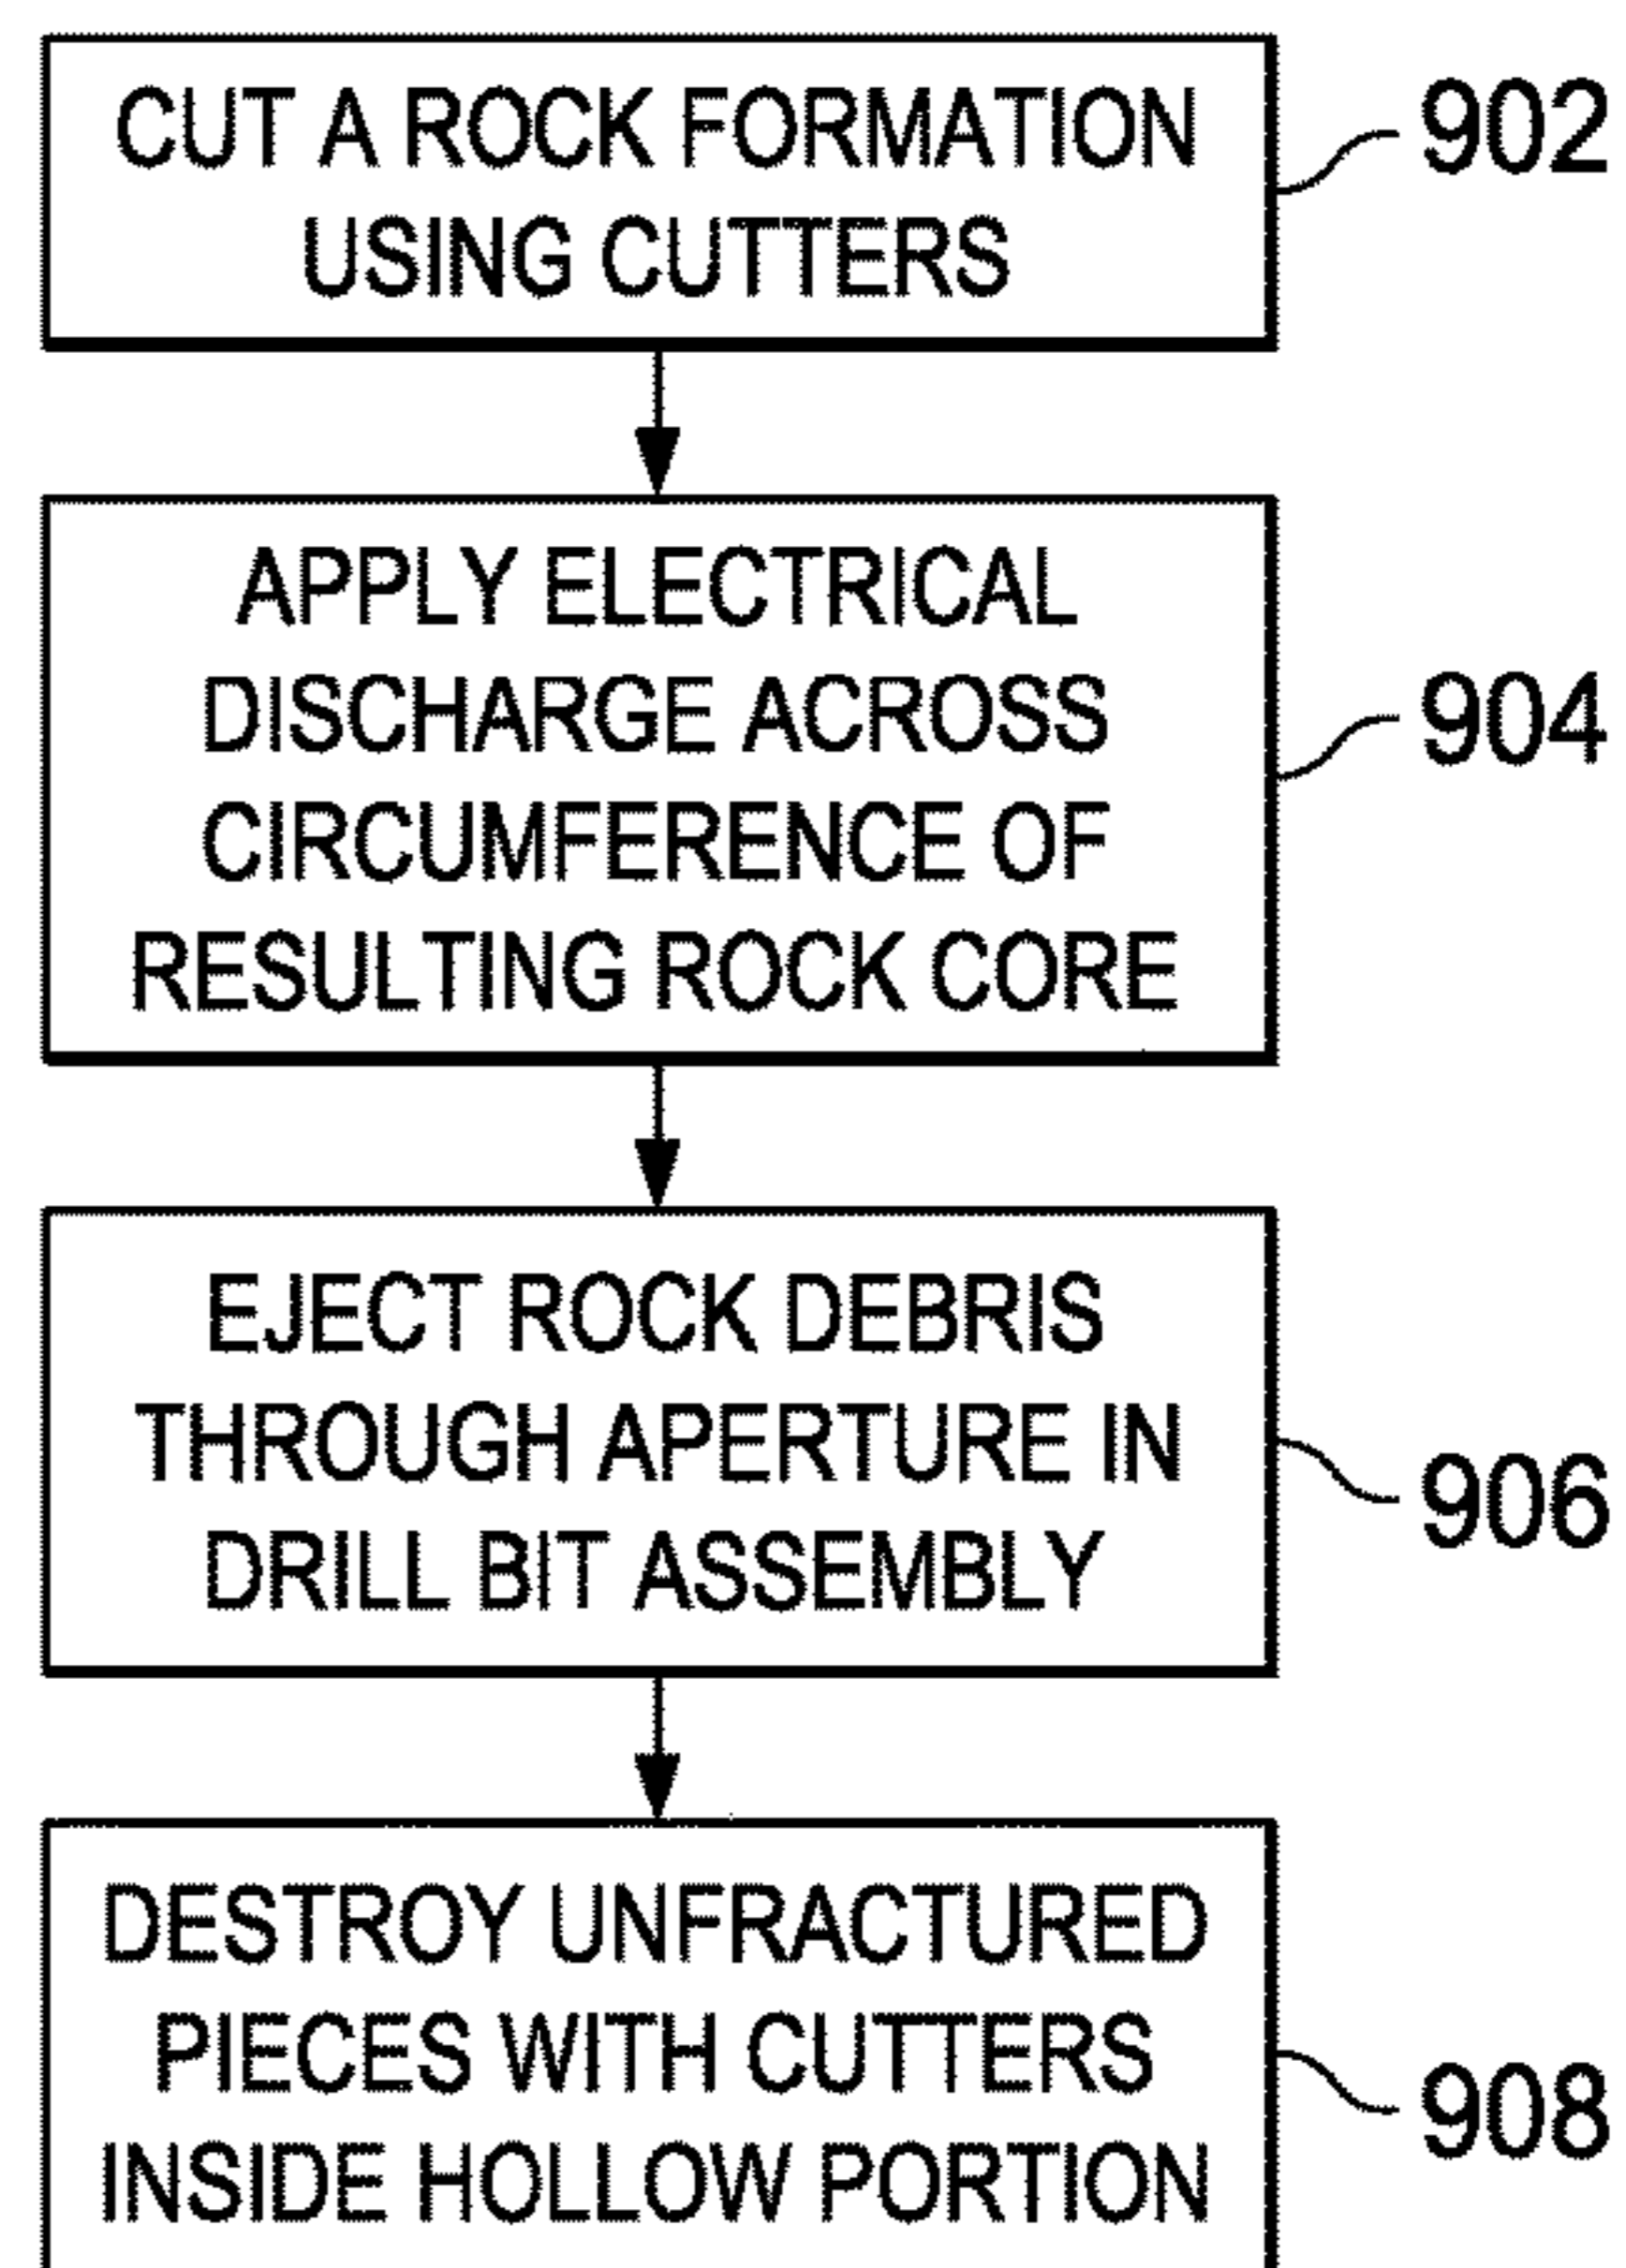 CUT A ROCK FORMATION
USING CUTTERS
902
APPLY ELECTRICAL
DISCHARGE ACROSS
CIRCUMFERENCE OF
RESULTING ROCK CORE
904
EJECT ROCK DEBRIS
THROUGH APERTURE IN
DRILL BIT ASSEMBLY
906
DESTROY UNFRACTURED
PIECES WITH CUTTERS
INSIDE HOLLOW PORTION
908